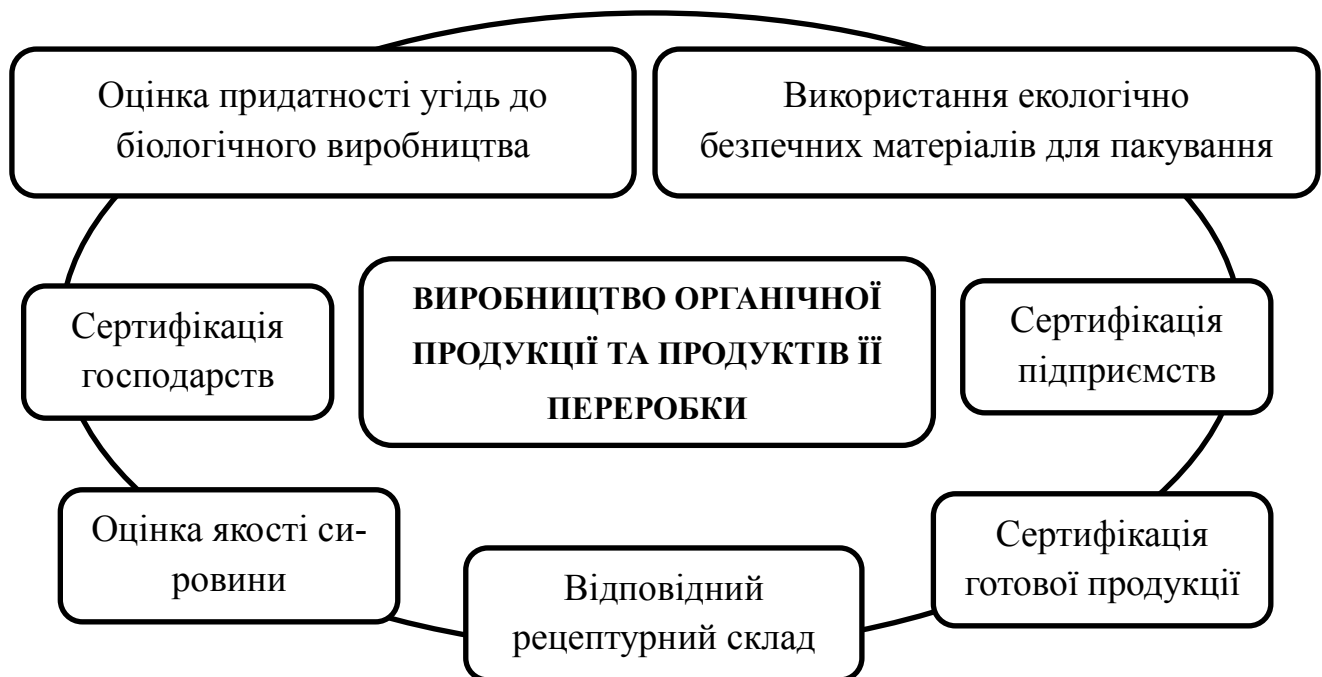 Оцінка придатності угідь до
біологічного виробництва
Використання екологічно
безпечних матеріалів для пакування
Сертифікація
господарств
ВИРОБНИЦТВО ОРГАНІЧНОЇ
ПРОДУКЦІЇ ТА ПРОДУКТІВ ЇЇ
ПЕРЕРОБКИ
Сертифікація
підприємств
Оцінка якості си-
ровини
Відповідний
рецептурний склад
Сертифікація
готової продукції